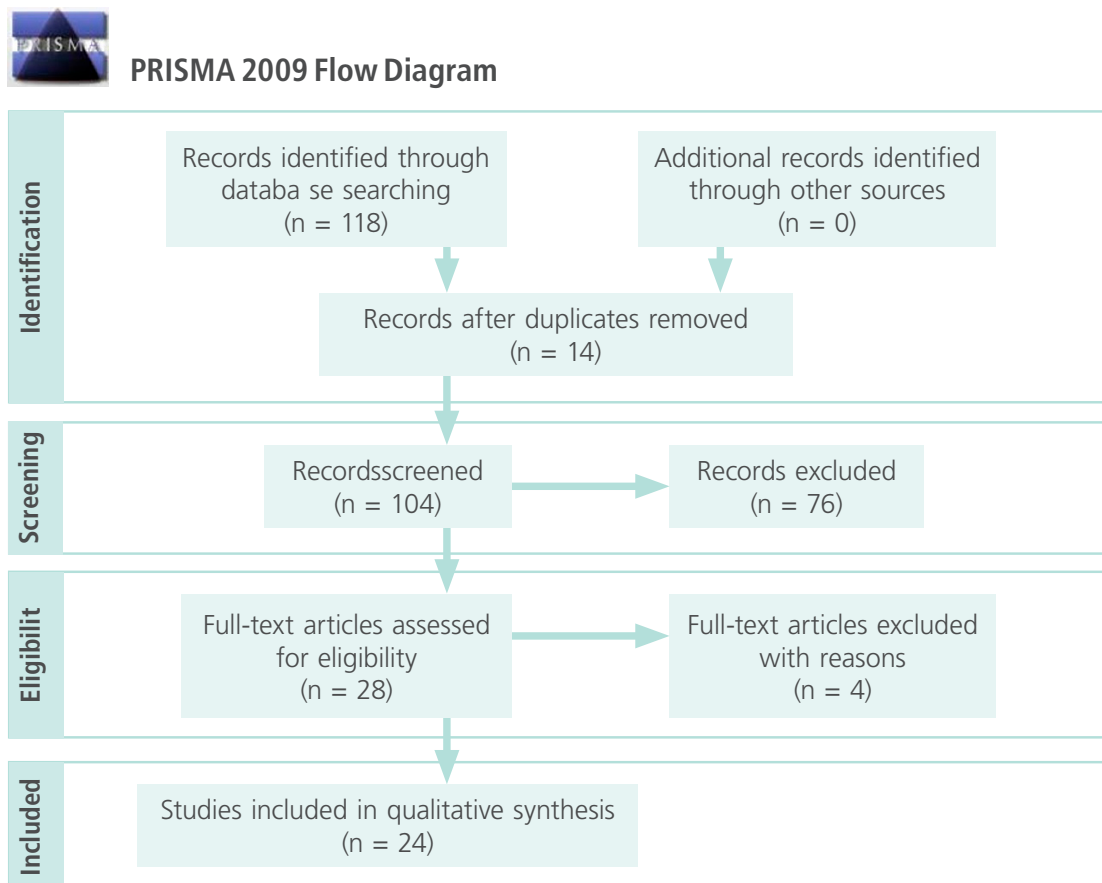 PRISMA
PRISMA 2009 Flow Diagram
Identification
Records identified through
databa se searching
(n = 118)
Additional records identified
through other sources
(n = 0)
Records after duplicates removed
(n = 14)
Screening
Recordsscreened
(n = 104)
Records excluded
(n = 76)
Eligibilit
Full-text articles assessed
for eligibility
(n = 28)
Full-text articles excluded
with reasons
(n = 4)
Included
Studies included in qualitative synthesis
(n = 24)